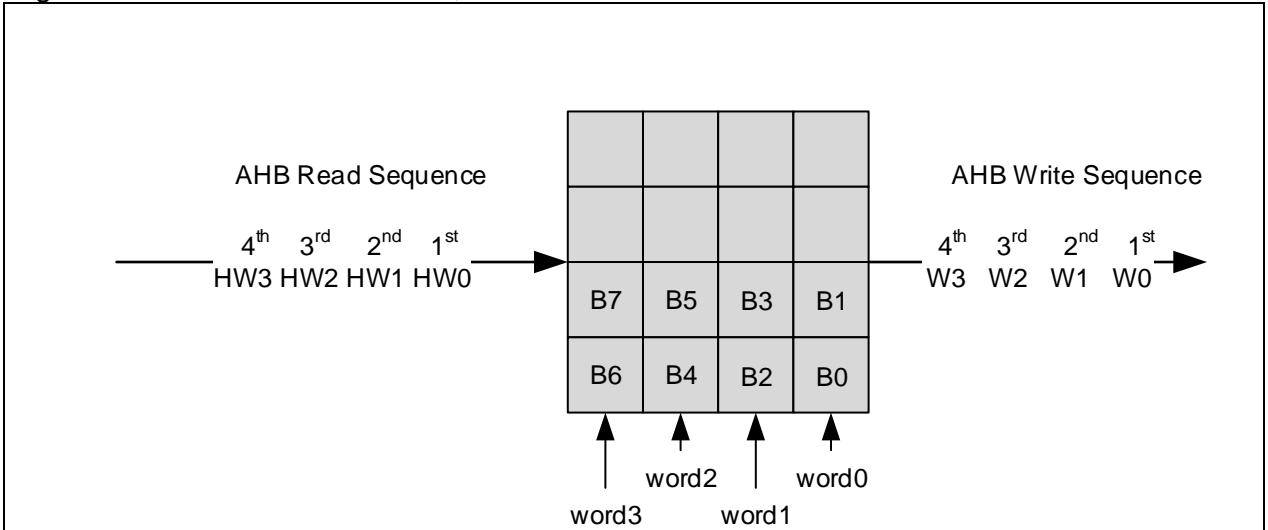 AHB Read Sequence
4th 3rd 2nd 1st
HW3 HW2 HW1 HW0
B7 B5 B3 B1
B6 B4 B2 B0
word2 word0
word3 word1
AHB Write Sequence
4th 3rd 2nd 1st
W3 W2 W1 W0